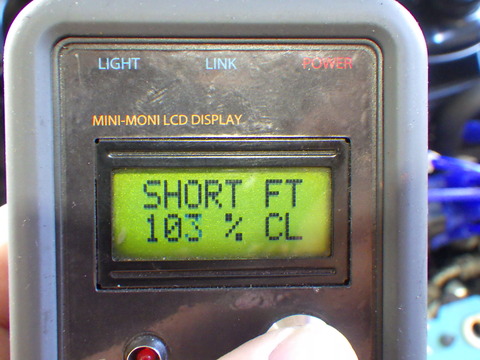 LIGHT LINK POWER
MINI-MONI LCD DISPLAY
SHORT FT
103 % CL